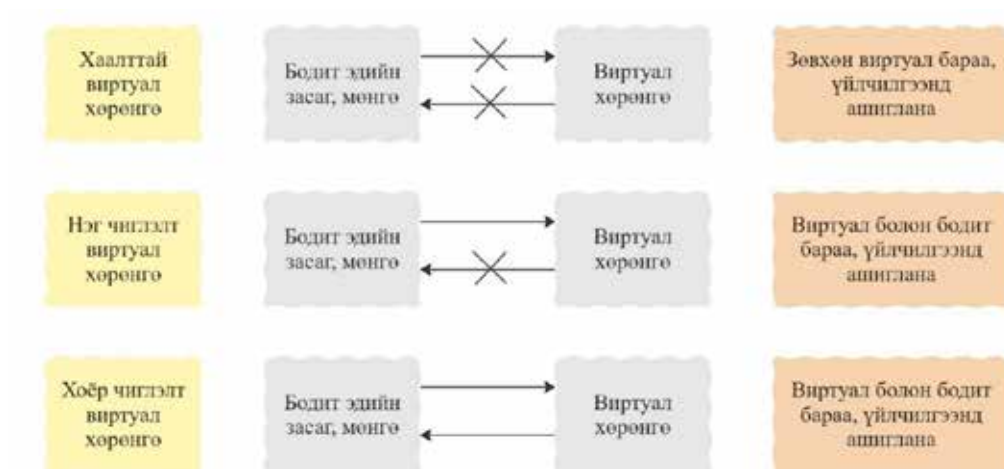 Хаалттай
виртуал
хөрөнгө
Бодит эдийн
засаг, мөнгө
Виртуал
хөрөнгө
Зөвхөн виртуал бараа,
үйлчилгээнд
ашиглана
Нэг чиглэлт
виртуал
хөрөнгө
Бодит эдийн
засаг, мөнгө
Виртуал
хөрөнгө
Виртуал болон бодит
бараа, үйлчилгээнд
ашиглана
Хоёр чиглэлт
виртуал
хөрөнгө
Бодит эдийн
засаг, мөнгө
Виртуал
хөрөнгө
Виртуал болон бодит
бараа, үйлчилгээнд
ашиглана